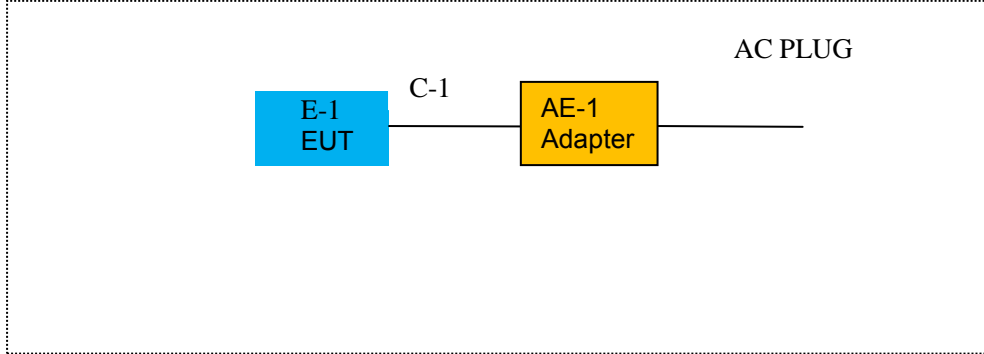 AC PLUG
C-1
E-1
EUT
AE-1
Adapter